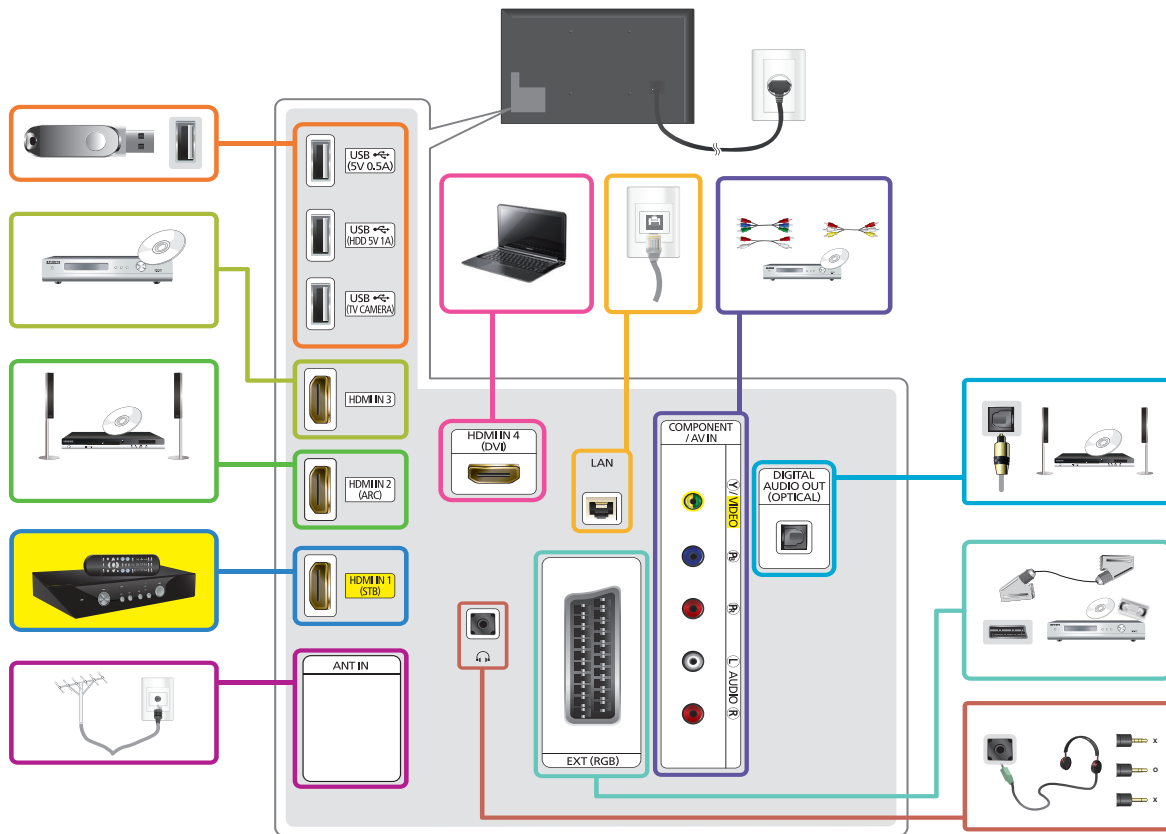 USB
(5V 0.5A)
USB
(HDD 5V 1A)
USB
(TV CAMERA)
HDMI IN 3
HDMI IN 2
(ARC)
HDMI IN 1
(STB)
ANT IN
HDMI IN 4
(DVI)
LAN
COMPONENT
/ AV IN
Y / VIDEO
PB
PR
L AUDIO R
EXT (RGB)
DIGITAL
AUDIO OUT
(OPTICAL)
x
o
x